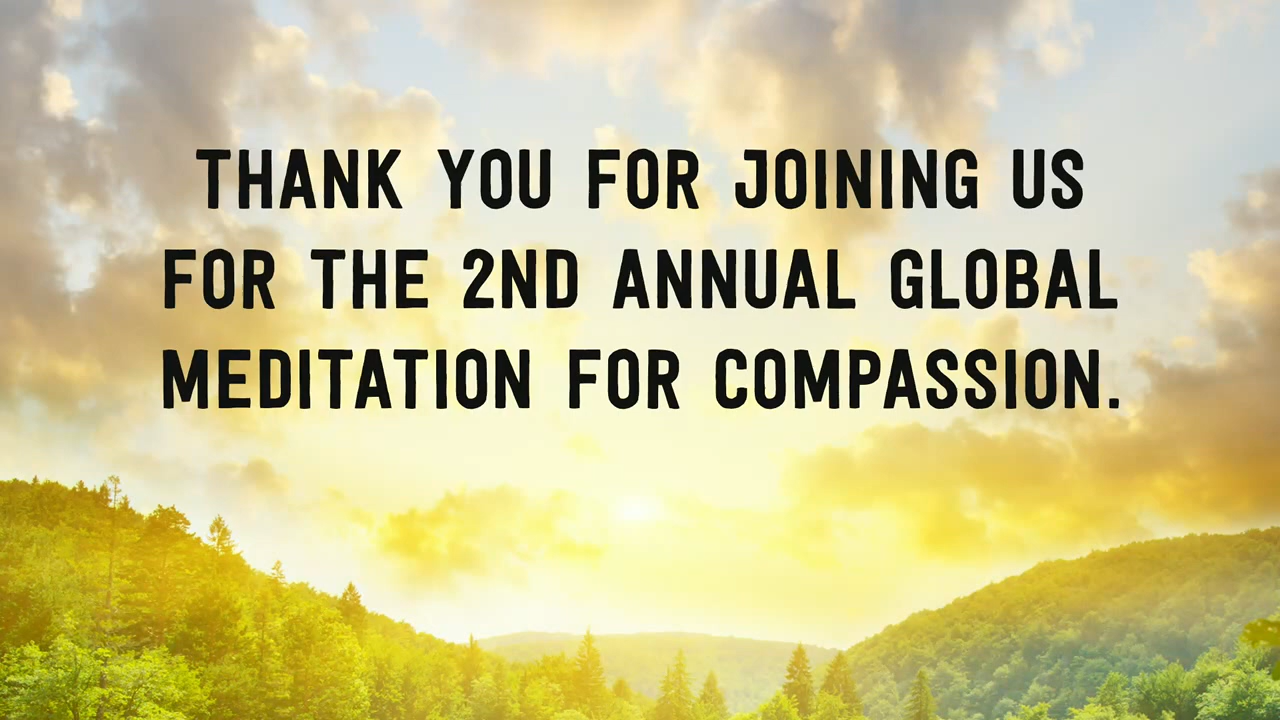 THANK YOU FOR JOINING US
FOR THE 2ND ANNUAL GLOBAL
MEDITATION FOR COMPASSION.